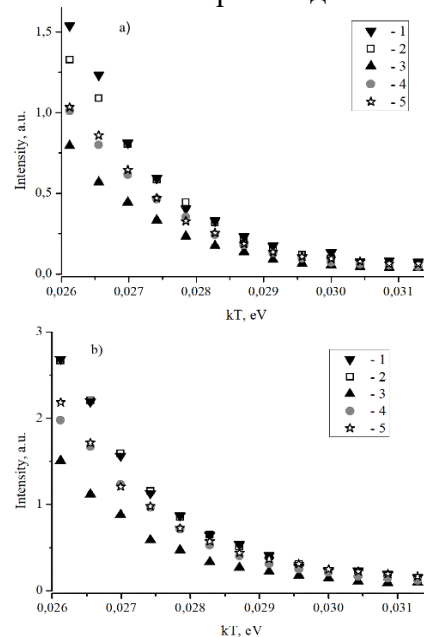 a)
1,5
1,0
0,5
0,0
Intensity, a.u.
- 1
- 2
- 3
- 4
- 5
0,026 0,027 0,028 0,029 0,030 0,031
kT, eV
b)
3
2
1
0
Intensity, a.u.
- 1
- 2
- 3
- 4
- 5
0,026 0,027 0,028 0,029 0,030 0,031
kT, eV